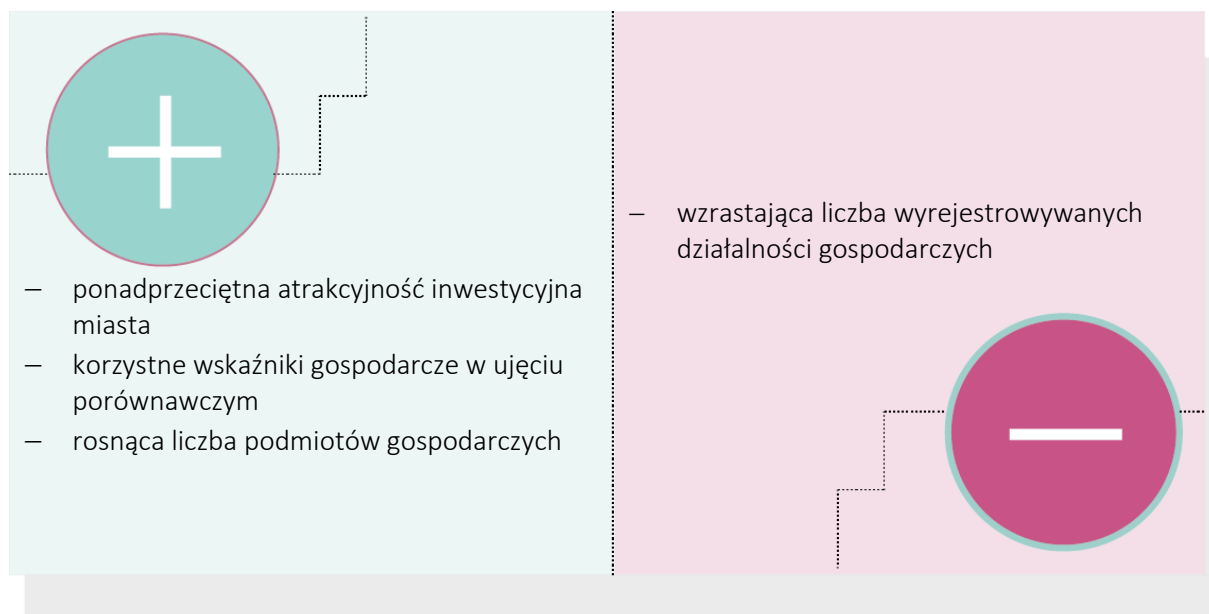 – ponadprzeciętna atrakcyjność inwestycyjna
miasta
– korzystne wskaźniki gospodarcze w ujęciu
porównawczym
– rosnąca liczba podmiotów gospodarczych
– wzrastająca liczba wyrejestrowywanych
działalności gospodarczych